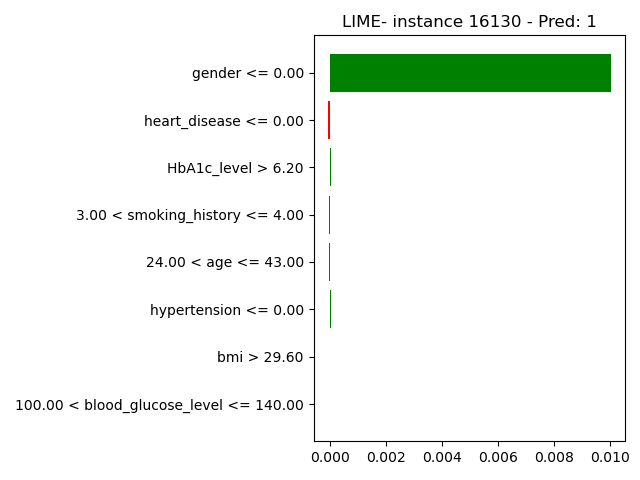 LIME- instance 16130 - Pred: 1
gender <= 0.00
heart_disease <= 0.00
HbA1c_level > 6.20
3.00 < smoking_history <= 4.00
24.00 < age <= 43.00
hypertension <= 0.00
bmi > 29.60
100.00 < blood_glucose_level <= 140.00
0.000 0.002 0.004 0.006 0.008 0.010